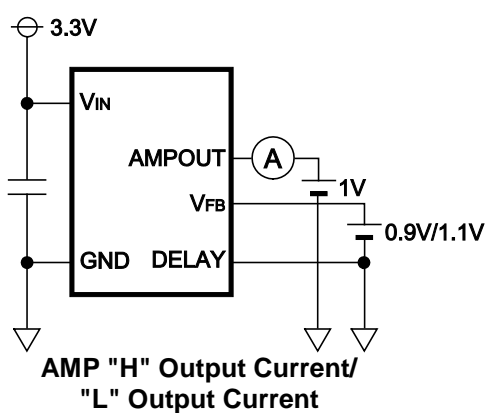 3.3V
VIN
AMPOUT
A
1V
VFB
0.9V/1.1V
GND
DELAY
AMP "H" Output Current/
"L" Output Current